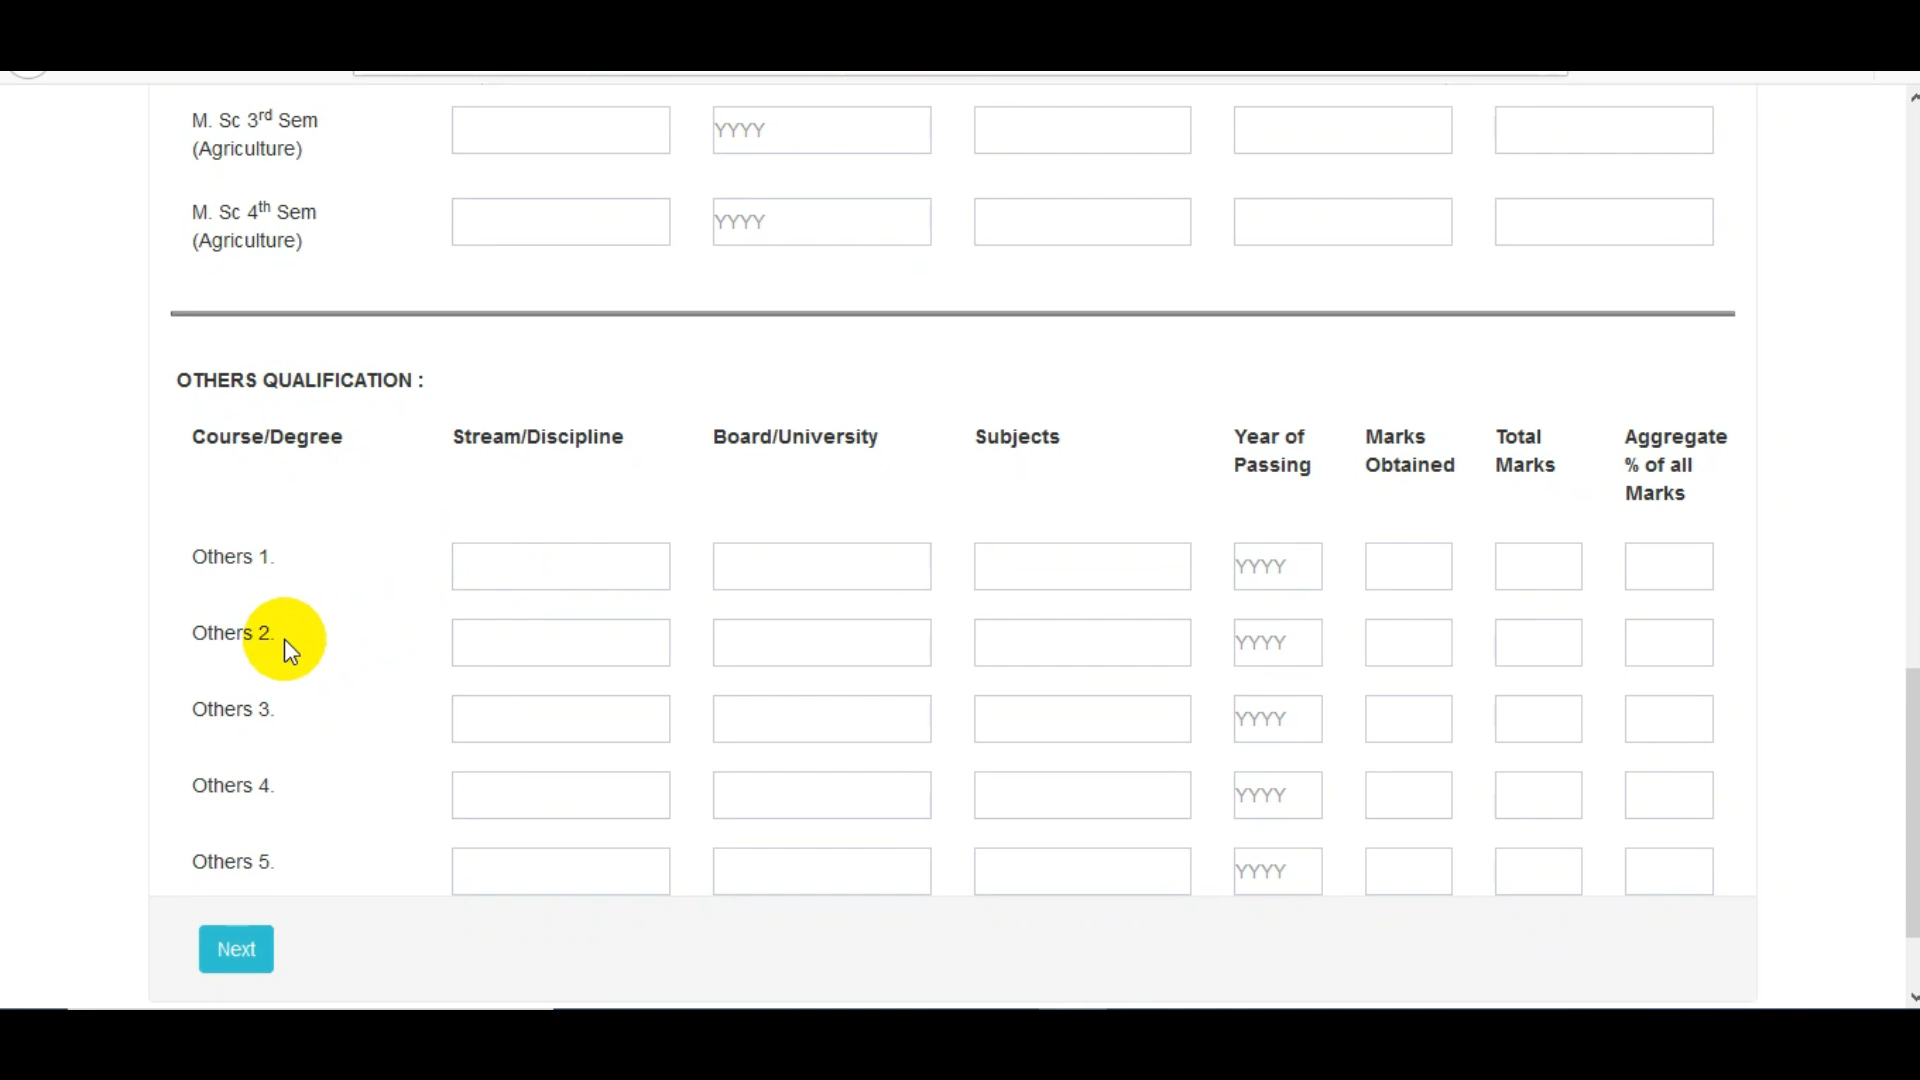 M. Sc 3rd Sem
(Agriculture)
YYYY
M. Sc 4th Sem
(Agriculture)
YYYY
OTHERS QUALIFICATION :
Course/Degree
Stream/Discipline
Board/University
Subjects
Year of
Passing
Marks
Obtained
Total
Marks
Aggregate
% of all
Marks
Others 1.
YYYY
Others 2.
YYYY
Others 3.
YYYY
Others 4.
YYYY
Others 5.
YYYY
Next